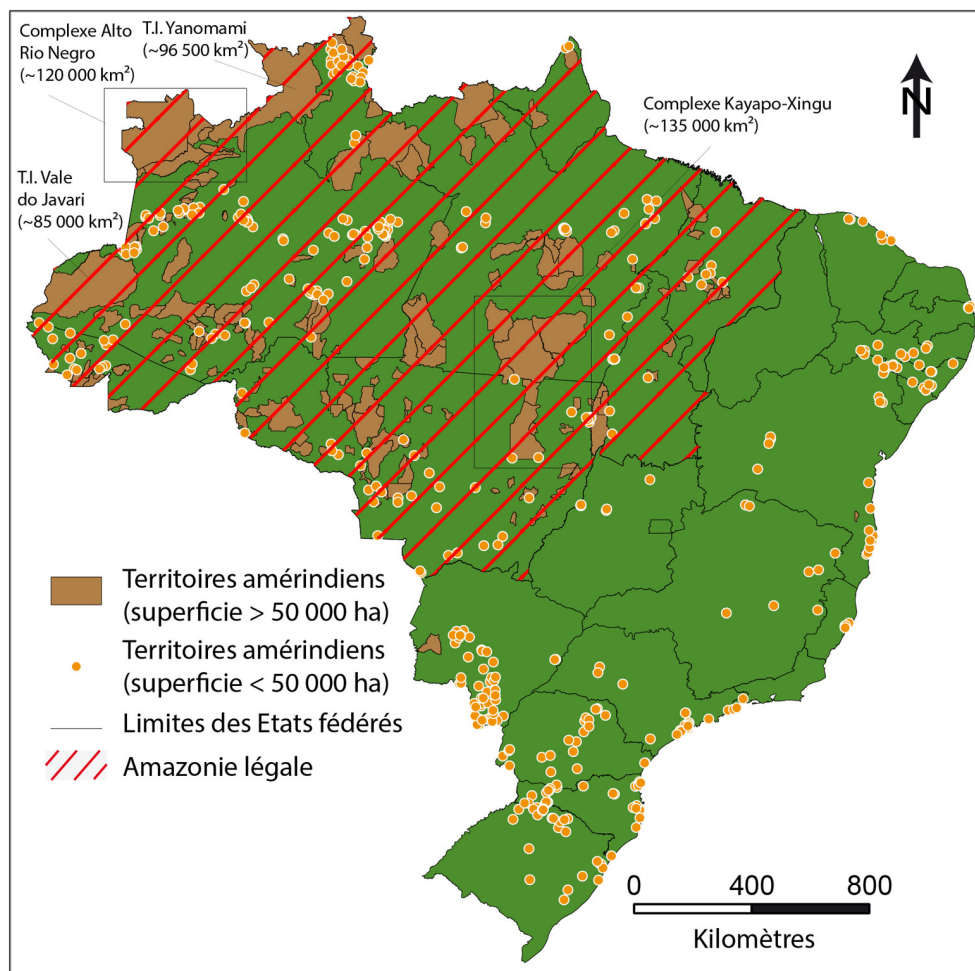 Complexe Alto
Rio Negro
(~120 000 km²)
T.I. Yanomami
(~96 500 km²)
N
Complexe Kayapo-Xingu
(~135 000 km²)
T.I. Vale
do Javari
(~85 000 km²)
Territoires amérindiens
(superficie > 50 000 ha)
Territoires amérindiens
(superficie < 50 000 ha)
Limites des Etats fédérés
Amazonie légale
0 400 800
Kilomètres